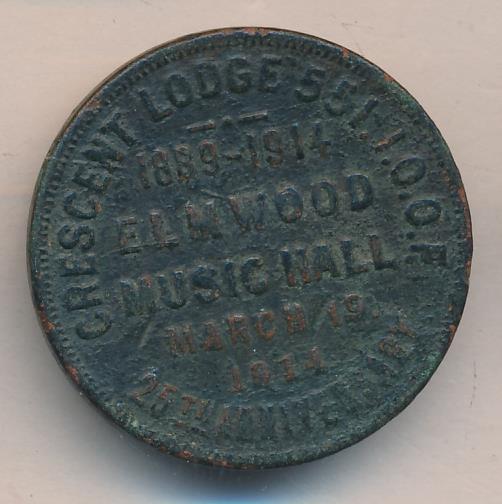 CRESCENT LODGE 551. I.O.O.F.
1889-1914
ELMWOOD
MUSIC HALL
MARCH 19.
1914
25TH ANNIVERSARY